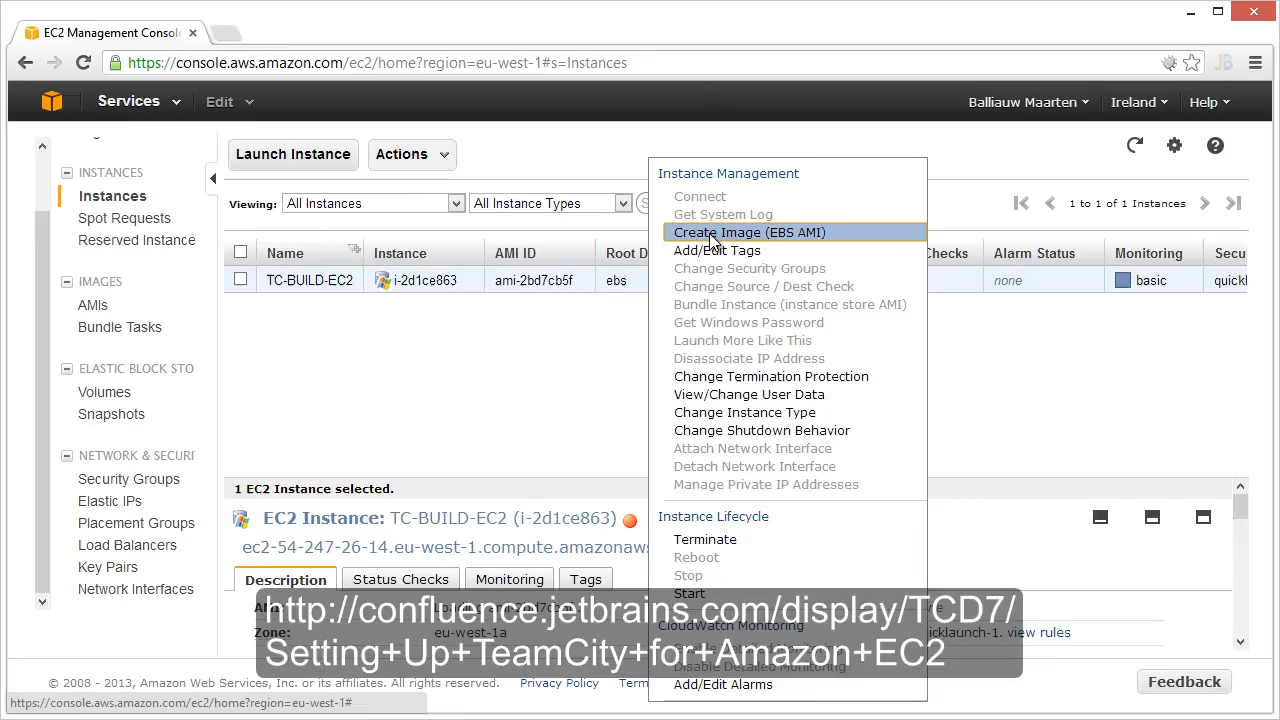 EC2 Management Consol
https://console.aws.amazon.com/ec2/home?region=eu-west-1#s=Instances
Services Edit Balliauw Maarten Ireland Help
INSTANCES
Instances
Spot Requests
Reserved Instance
IMAGES
AMIs
Bundle Tasks
ELASTIC BLOCK STO
Volumes
Snapshots
NETWORK & SECURI
Security Groups
Elastic IPs
Placement Groups
Load Balancers
Key Pairs
Network Interfaces
Launch Instance Actions
Viewing: All Instances All Instance Types 1 to 1 of 1 Instances
Name Instance AMI ID Root D Checks Alarm Status Monitoring Secu
TC-BUILD-EC2 i-2d1ce863 ami-2bd7cb5f ebs none basic quickl
Instance Management
Connect
Get System Log
Create Image (EBS AMI)
Add/Edit Tags
Change Security Groups
Change Source / Dest Check
Bundle Instance (instance store AMI)
Get Windows Password
Launch More Like This
Disassociate IP Address
Change Termination Protection
View/Change User Data
Change Instance Type
Change Shutdown Behavior
Attach Network Interface
Detach Network Interface
Manage Private IP Addresses
Instance Lifecycle
Terminate
Reboot
Stop
Start
CloudWatch Monitoring
Disable Detailed Monitoring
Add/Edit Alarms
1 EC2 Instance selected.
EC2 Instance: TC-BUILD-EC2 (i-2d1ce863)
ec2-54-247-26-14.eu-west-1.compute.amazonaws
Description Status Checks Monitoring Tags
Zone: eu-west-1a icklaunch-1. view rules
http://confluence.jetbrains.com/display/TCD7/
Setting+Up+TeamCity+for+Amazon+EC2
© 2008 - 2013, Amazon Web Services, Inc. or its affiliates. All rights reserved. Privacy Policy Term
Feedback
https://console.aws.amazon.com/ec2/home?region=eu-west-1#